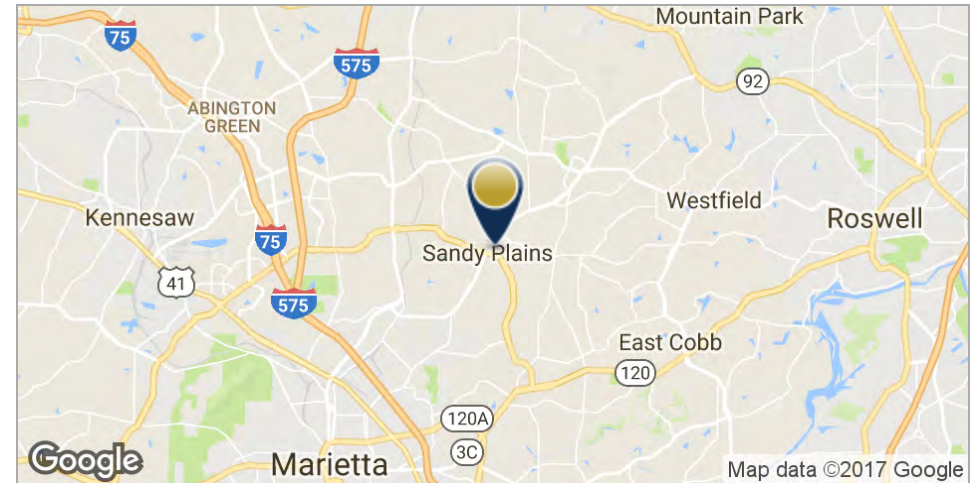 Mountain Park
75
575
92
ABINGTON
GREEN
Westfield
Kennesaw
Roswell
75
Sandy Plains
41
575
East Cobb
120
120A
3C
Marietta
Google
Map data ©2017 Google